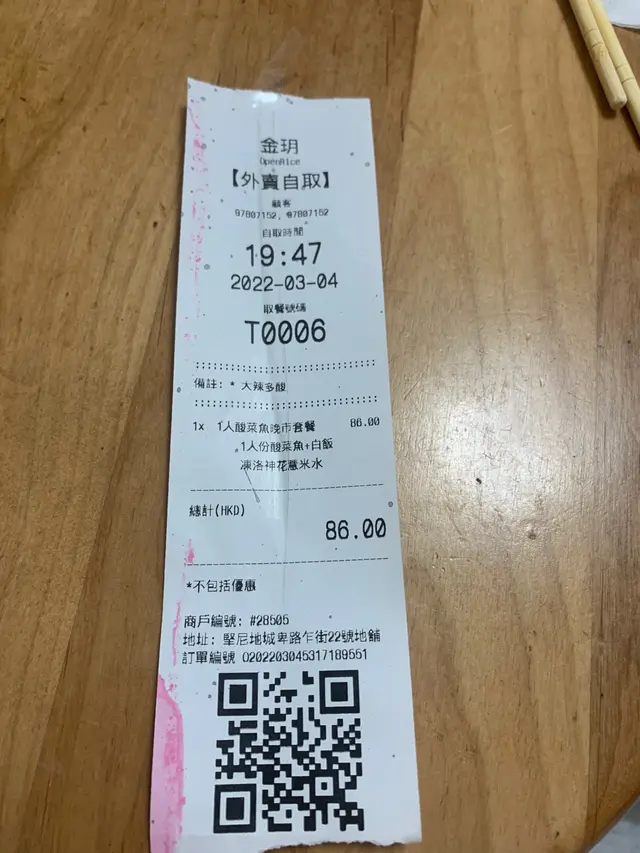 金玥
OpenRice
【外賣自取】
顧客
97807152, 97807152
自取時間
19:47
2022-03-04
取餐號碼
T0006
備註: * 大辣多酸
1x 1人酸菜魚晚市套餐 86.00
1人份酸菜魚+白飯
凍洛神花薏米水
總計(HKD)
86.00
*不包括優惠
商戶編號: #28505
地址: 堅尼地城卑路乍街22號地舖
訂單編號 O202203045317189551